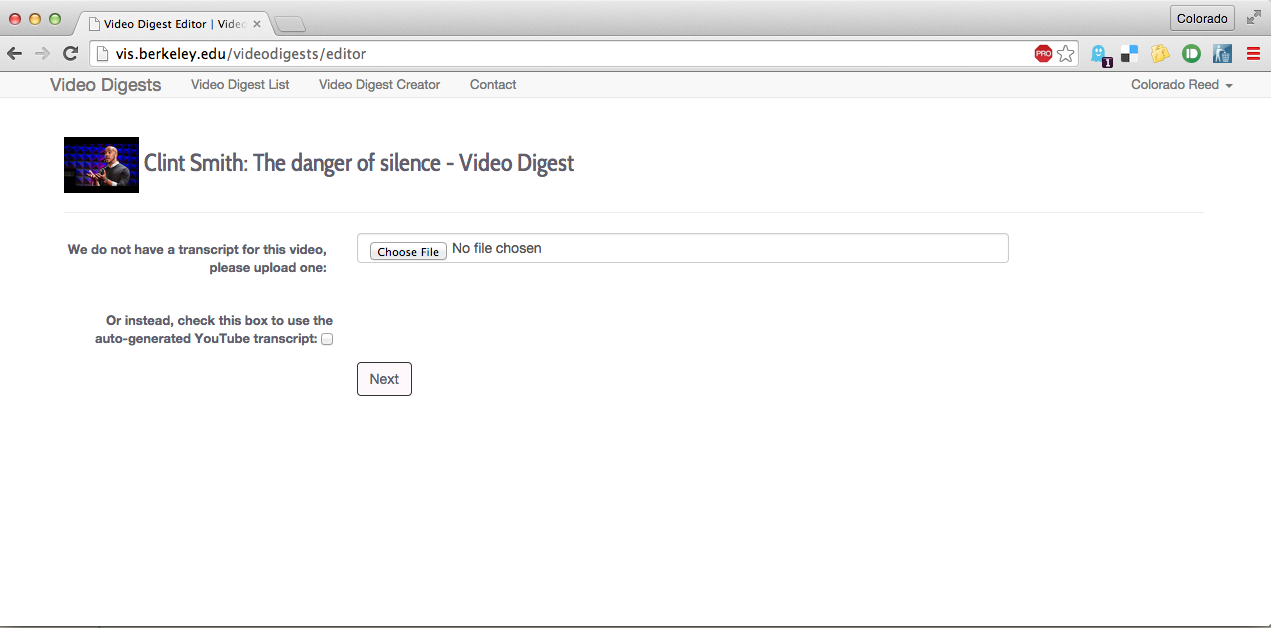 Video Digest Editor | Vide
Colorado
vis.berkeley.edu/videodigests/editor
PRO
1
Video Digests Video Digest List Video Digest Creator Contact Colorado Reed
Clint Smith: The danger of silence - Video Digest
We do not have a transcript for this video,
please upload one:
Choose File No file chosen
Or instead, check this box to use the
auto-generated YouTube transcript:
Next